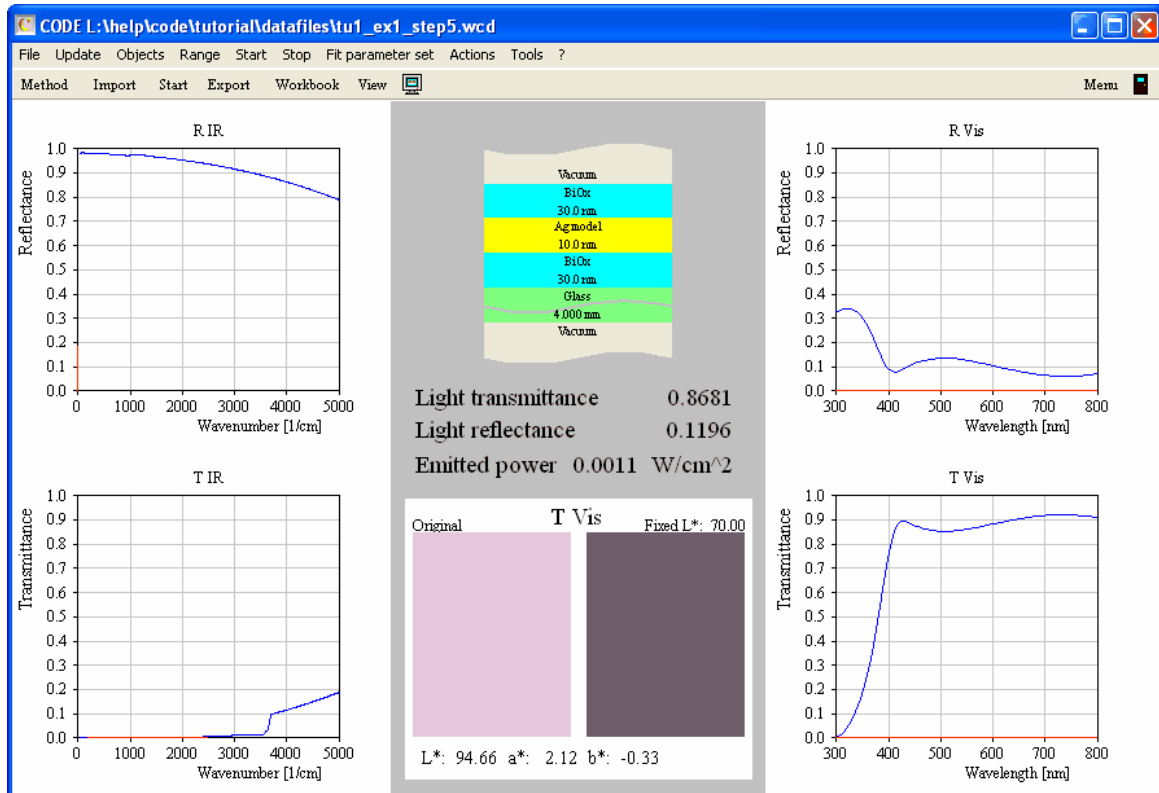 CODE L:\help\code\tutorial\datafiles\tu1_ex1_step5.wcd
File Update Objects Range Start Stop Fit parameter set Actions Tools ?
Method Import Start Export Workbook View Menu
R IR
1.0
0.9
0.8
0.7
0.6
0.5
0.4
0.3
0.2
0.1
0.0
Reflectance
0 1000 2000 3000 4000 5000
Wavenumber [1/cm]
T IR
1.0
0.9
0.8
0.7
0.6
0.5
0.4
0.3
0.2
0.1
0.0
Transmittance
0 1000 2000 3000 4000 5000
Wavenumber [1/cm]
Vacuum
BiOx
30.0 nm
Ag model
10.0 nm
BiOx
30.0 nm
Glass
4.000 mm
Vacuum
Light transmittance 0.8681
Light reflectance 0.1196
Emitted power 0.0011 W/cm^2
T Vis
Original Fixed L*: 70.00
L*: 94.66 a*: 2.12 b*: -0.33
R Vis
1.0
0.9
0.8
0.7
0.6
0.5
0.4
0.3
0.2
0.1
0.0
Reflectance
300 400 500 600 700 800
Wavelength [nm]
T Vis
1.0
0.9
0.8
0.7
0.6
0.5
0.4
0.3
0.2
0.1
0.0
Transmittance
300 400 500 600 700 800
Wavelength [nm]